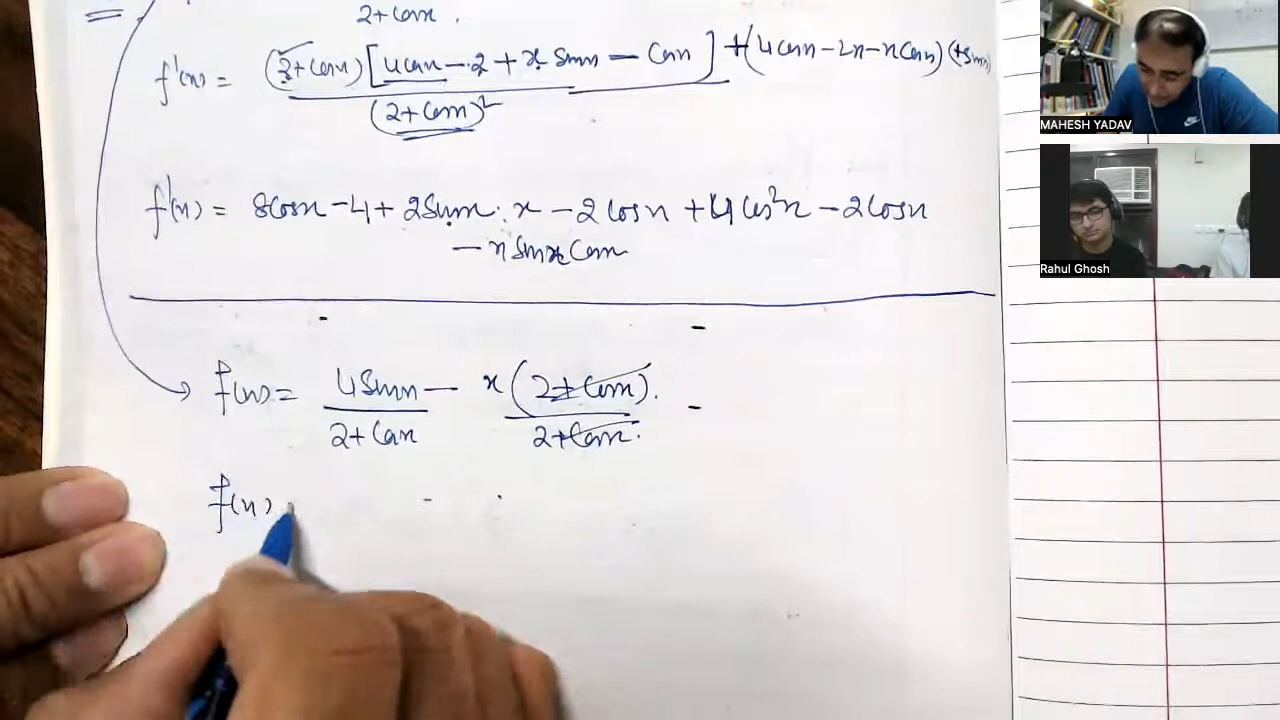 2+Cosx.
f'(x) = (2+Cosx)[4Cosx - 2 + x Sinx - Cosx] + (4Cosx - 2x - xCosx)(+Sinx)
(2+Cosx)²
f'(x) = 8Cosx - 4 + 2Sinx·x - 2Cosx + 4Cos²x - 2Cosx
- x Sinx Cosx
f(x) = 4Sinx - x(2+Cosx).
2+Cosx 2+Cosx.
f(x)
MAHESH YADAV
Rahul Ghosh